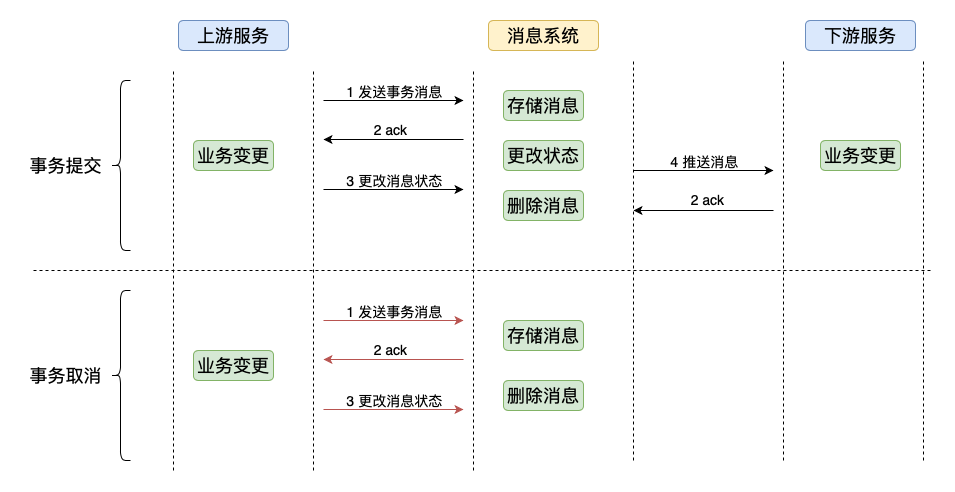 上游服务
消息系统
下游服务
事务提交
业务变更
1 发送事务消息
2 ack
3 更改消息状态
存储消息
更改状态
删除消息
4 推送消息
2 ack
业务变更
事务取消
业务变更
1 发送事务消息
2 ack
3 更改消息状态
存储消息
删除消息